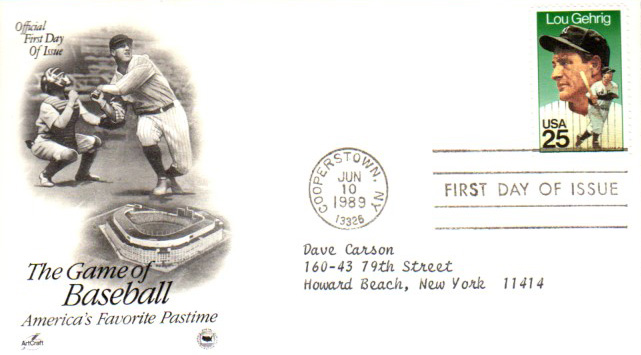 Official
First Day
Of Issue
Lou Gehrig
USA
25
COOPERSTOWN, NY
JUN
10
1989
13326
FIRST DAY OF ISSUE
Dave Carson
160-43 79th Street
Howard Beach, New York 11414
The Game of
Baseball
America's Favorite Pastime
ArtCraft